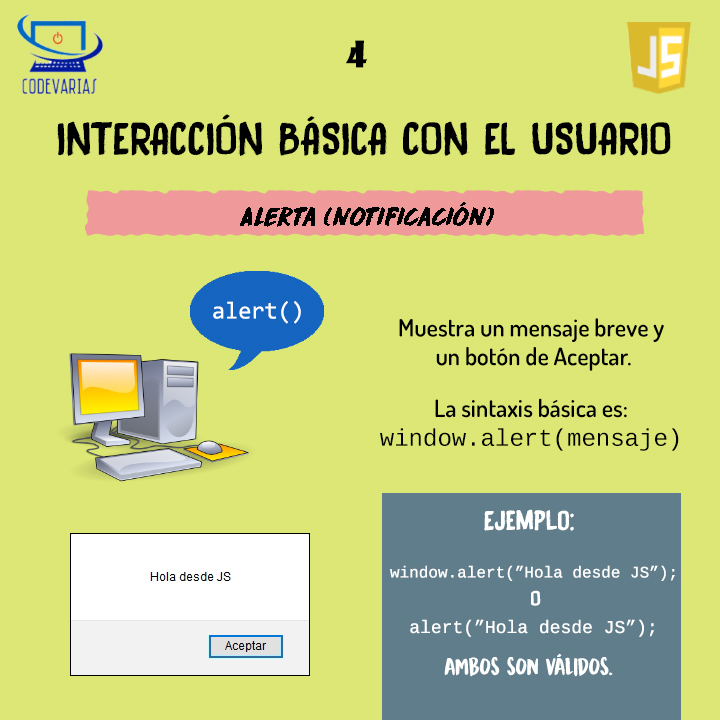 CODEVARIAS
4
JS
INTERACCIÓN BÁSICA CON EL USUARIO
ALERTA (NOTIFICACIÓN)
alert()
Muestra un mensaje breve y
un botón de Aceptar.
La sintaxis básica es:
window.alert(mensaje)
Hola desde JS
Aceptar
EJEMPLO:
window.alert(”Hola desde JS”);
O
alert(”Hola desde JS”);
AMBOS SON VÁLIDOS.